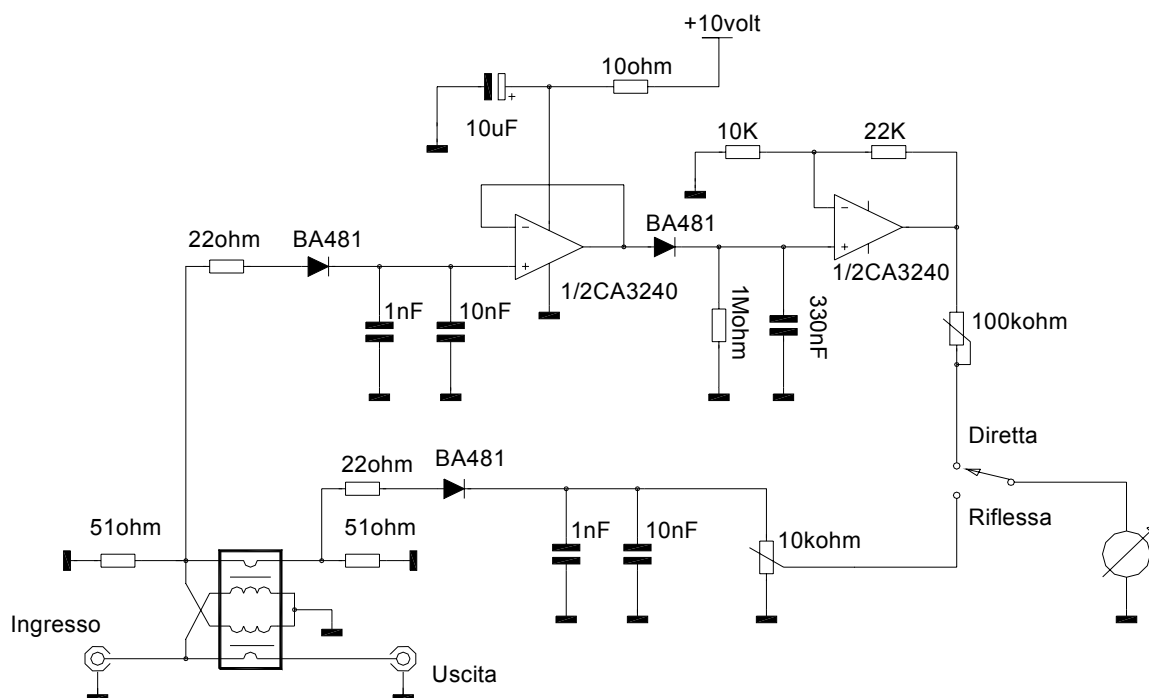 +10volt
10ohm
+
10uF
10K
22K
22ohm
BA481
−
+
1/2CA3240
BA481
−
+
1/2CA3240
1nF
10nF
1Mohm
330nF
100kohm
Diretta
Riflessa
22ohm
BA481
51ohm
51ohm
1nF
10nF
10kohm
Ingresso
Uscita